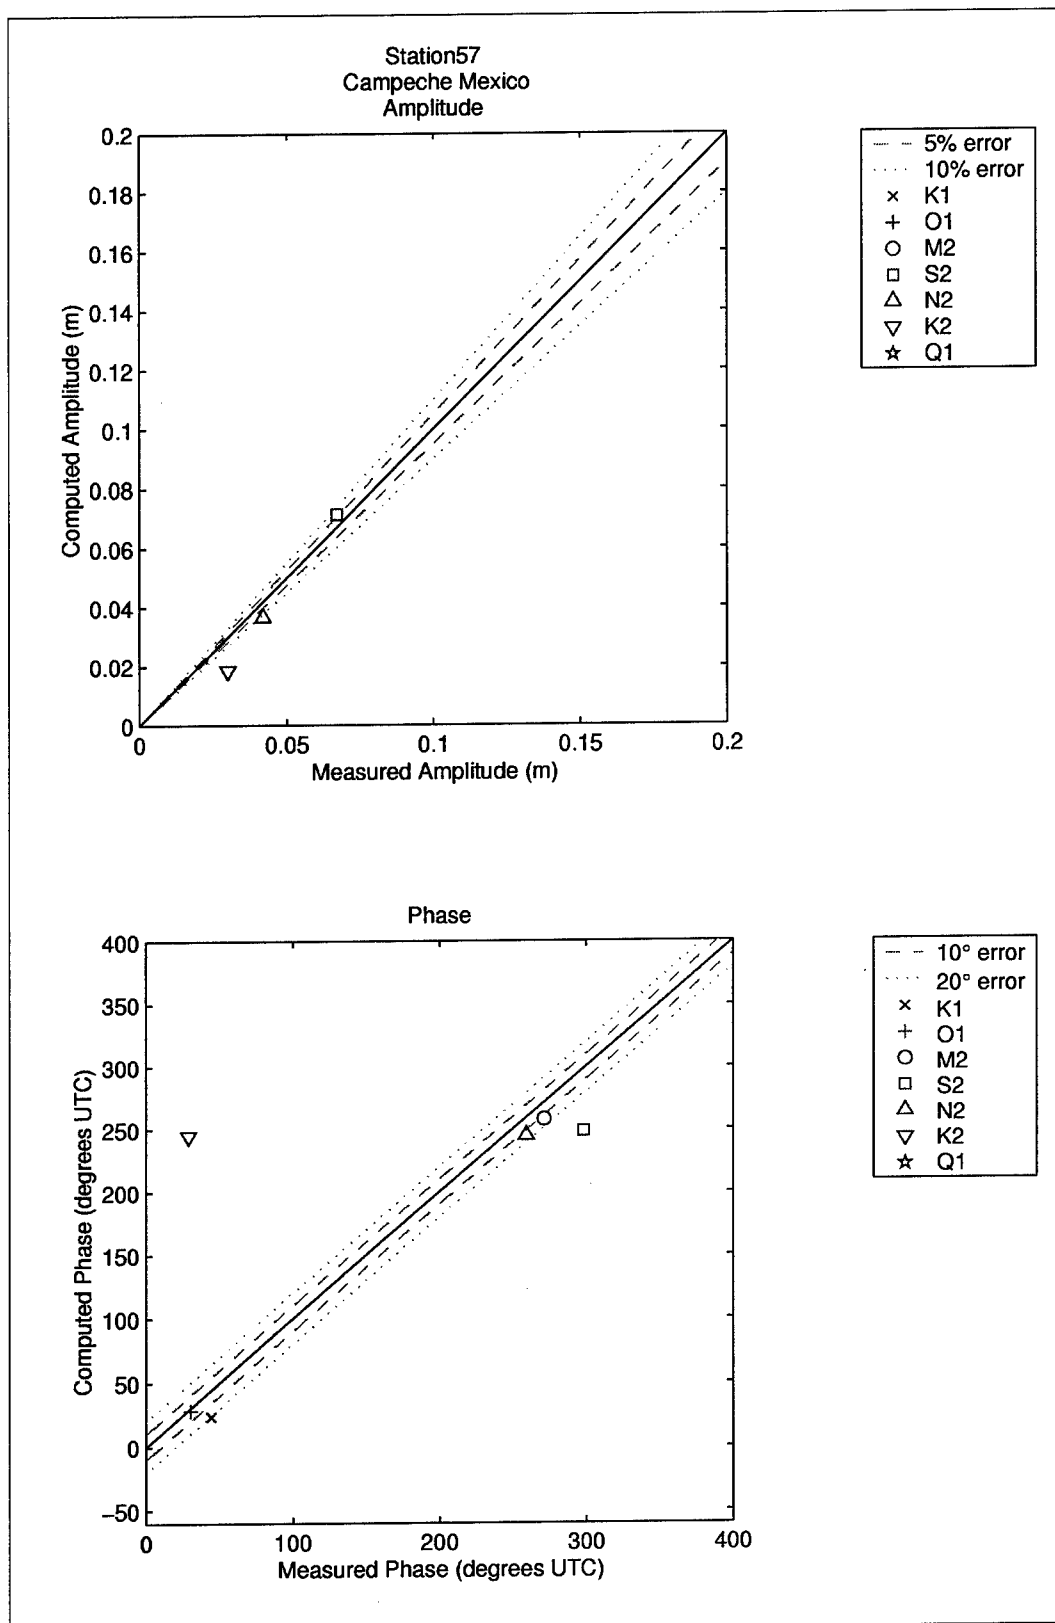 Station57
Campeche Mexico
Amplitude
0.2
0.18
0.16
0.14
0.12
0.1
0.08
0.06
0.04
0.02
0
Computed Amplitude (m)
0 0.05 0.1 0.15 0.2
Measured Amplitude (m)
5% error
10% error
K1
O1
M2
S2
N2
K2
Q1
Phase
400
350
300
250
200
150
100
50
0
−50
Computed Phase (degrees UTC)
0 100 200 300 400
Measured Phase (degrees UTC)
10° error
20° error
K1
O1
M2
S2
N2
K2
Q1